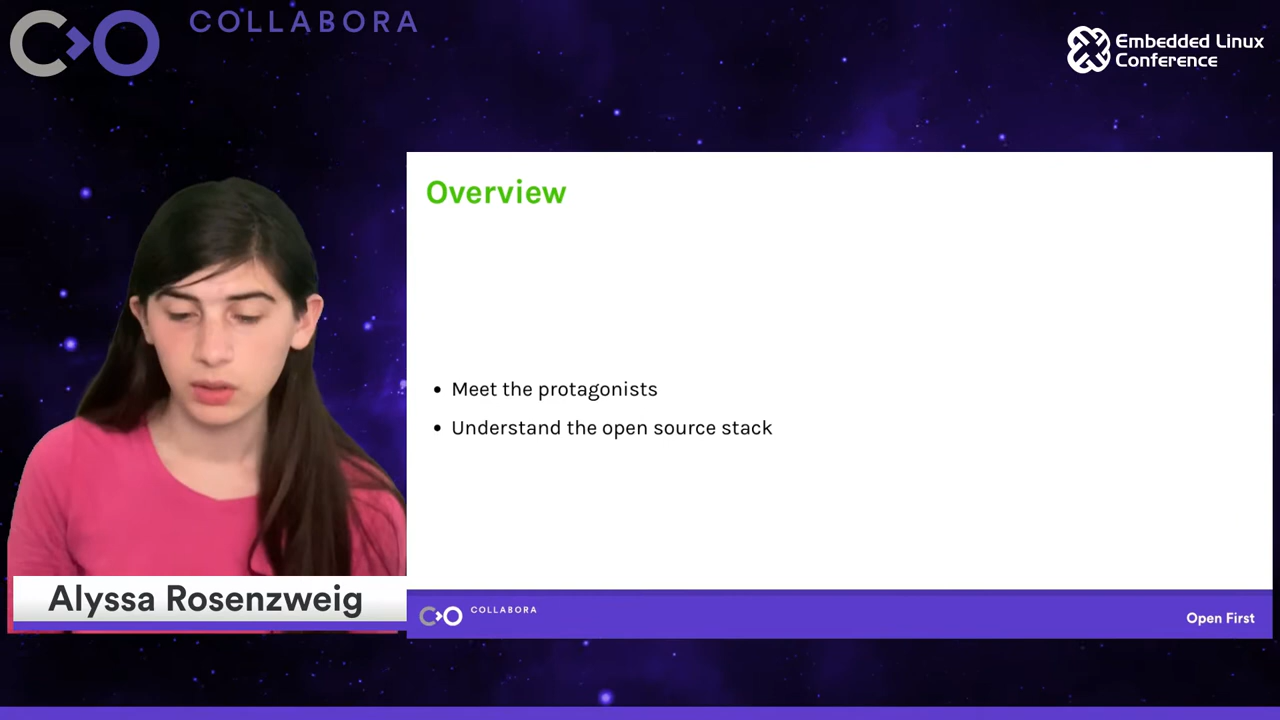 COLLABORA
Embedded Linux
Conference
Overview
• Meet the protagonists
• Understand the open source stack
Alyssa Rosenzweig
COLLABORA
Open First